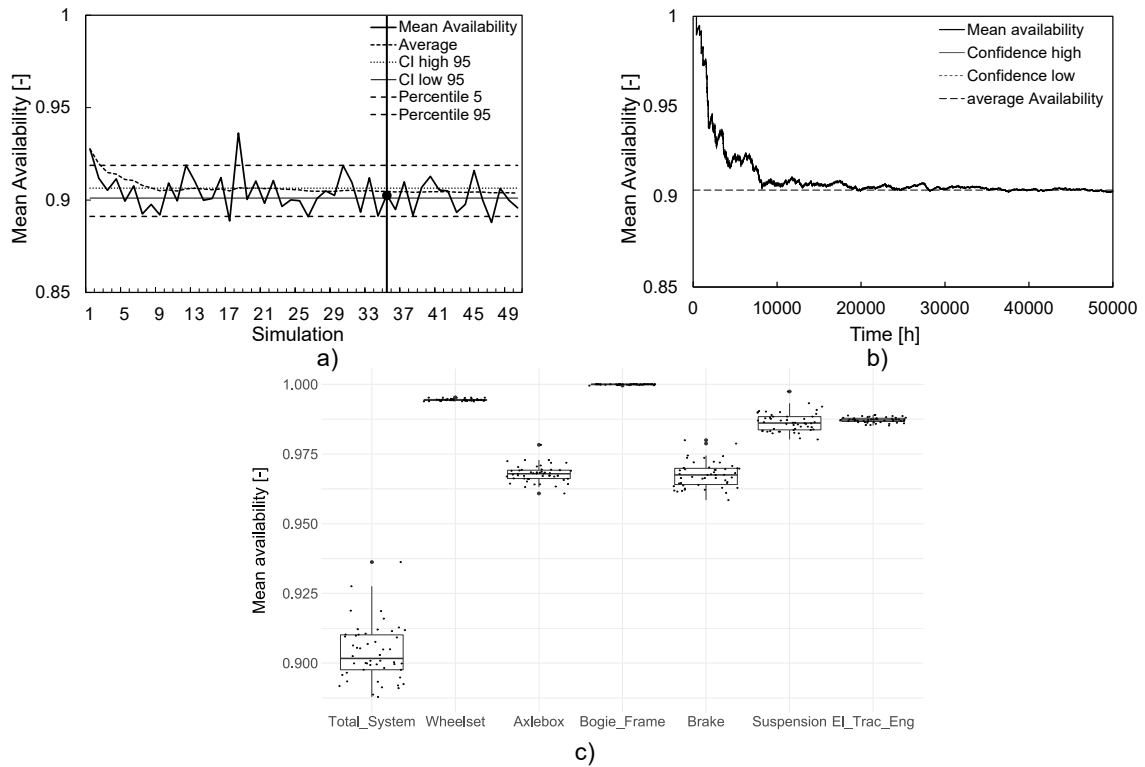 1
Mean Availability
Average
CI high 95
CI low 95
Percentile 5
Percentile 95
0.95
0.9
0.85
Mean Availability [-]
1 5 9 13 17 21 25 29 33 37 41 45 49
Simulation
a)
1
Mean availability
Confidence high
Confidence low
average Availability
0.95
0.9
0.85
Mean Availability [-]
0 10000 20000 30000 40000 50000
Time [h]
b)
1.000
0.975
0.950
0.925
0.900
Mean availability [-]
Total_System Wheelset Axlebox Bogie_Frame Brake Suspension El_Trac_Eng
c)